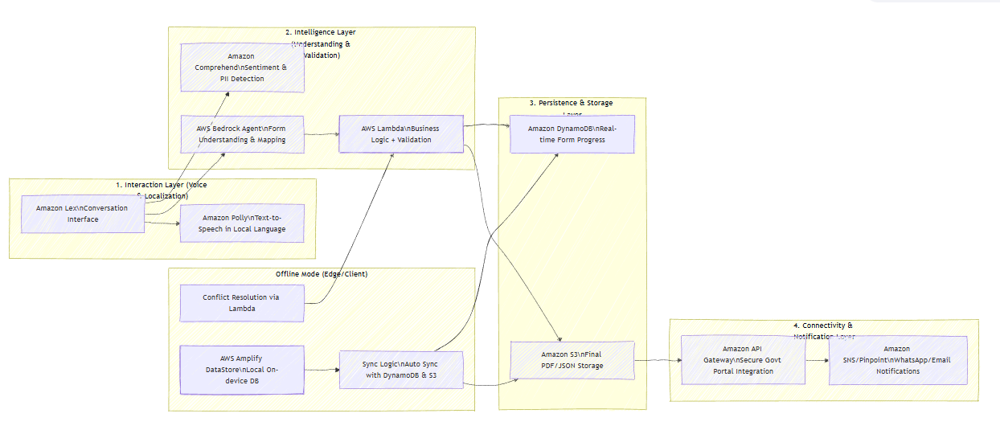 2. Intelligence Layer
(Understanding &
Validation)
Amazon
Comprehend\nSentiment &
PII Detection
AWS Bedrock Agent\nForm
Understanding & Mapping
AWS Lambda\nBusiness
Logic + Validation
3. Persistence & Storage
Layer
Amazon DynamoDB\nReal-
time Form Progress
1. Interaction Layer (Voice
& Localization)
Amazon Lex\nConversation
Interface
Amazon Polly\nText-to-
Speech in Local Language
Offline Mode (Edge/Client)
Conflict Resolution via
Lambda
AWS Amplify
DataStore\nLocal On-
device DB
Sync Logic\nAuto Sync
with DynamoDB & S3
Amazon S3\nFinal
PDF/JSON Storage
4. Connectivity &
Notification Layer
Amazon API
Gateway\nSecure Govt
Portal Integration
Amazon
SNS/Pinpoint\nWhatsApp/Email
Notifications